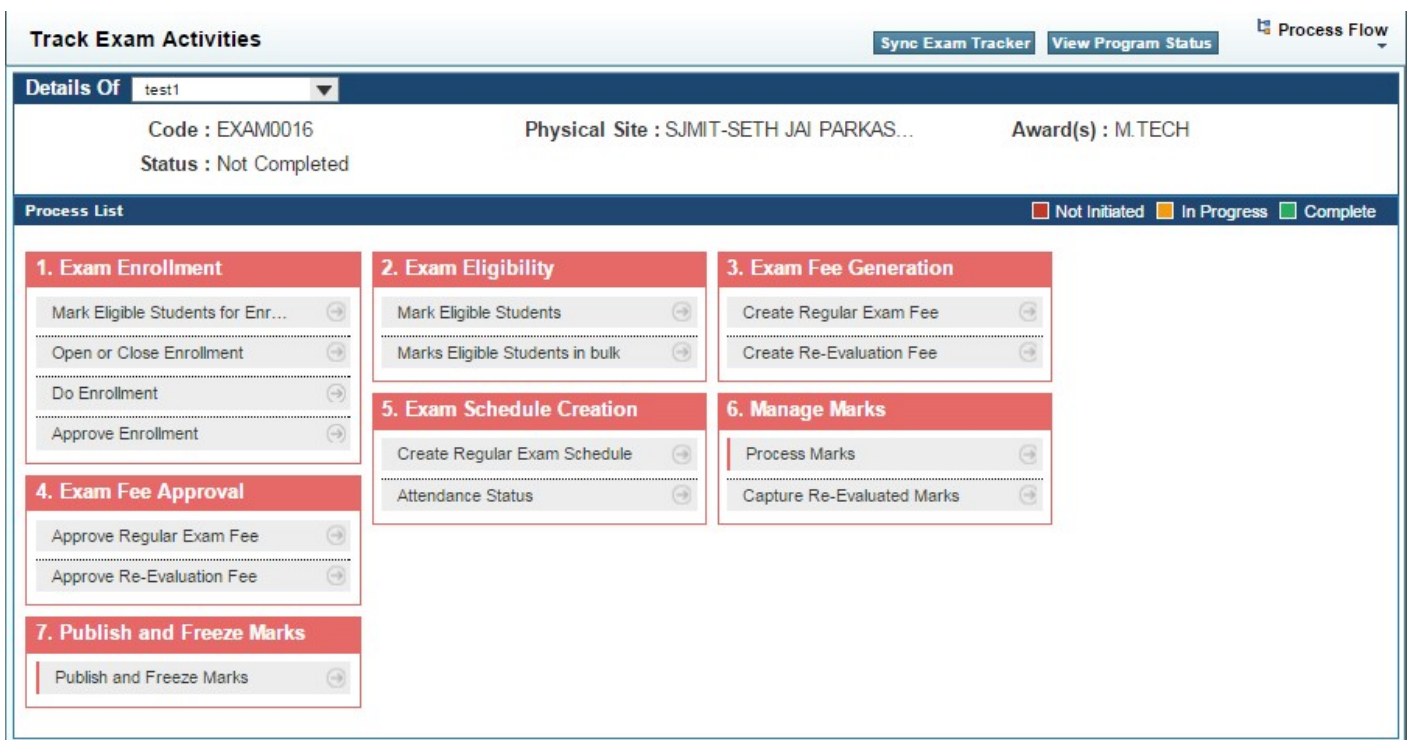 Track Exam Activities
Sync Exam Tracker
View Program Status
Process Flow
Details Of test1
Code : EXAM0016
Physical Site : SJMIT-SETH JAI PARKAS...
Award(s) : M.TECH
Status : Not Completed
Process List
Not Initiated
In Progress
Complete
1. Exam Enrollment
Mark Eligible Students for Enr...
Open or Close Enrollment
Do Enrollment
Approve Enrollment
2. Exam Eligibility
Mark Eligible Students
Marks Eligible Students in bulk
3. Exam Fee Generation
Create Regular Exam Fee
Create Re-Evaluation Fee
4. Exam Fee Approval
Approve Regular Exam Fee
Approve Re-Evaluation Fee
5. Exam Schedule Creation
Create Regular Exam Schedule
Attendance Status
6. Manage Marks
Process Marks
Capture Re-Evaluated Marks
7. Publish and Freeze Marks
Publish and Freeze Marks